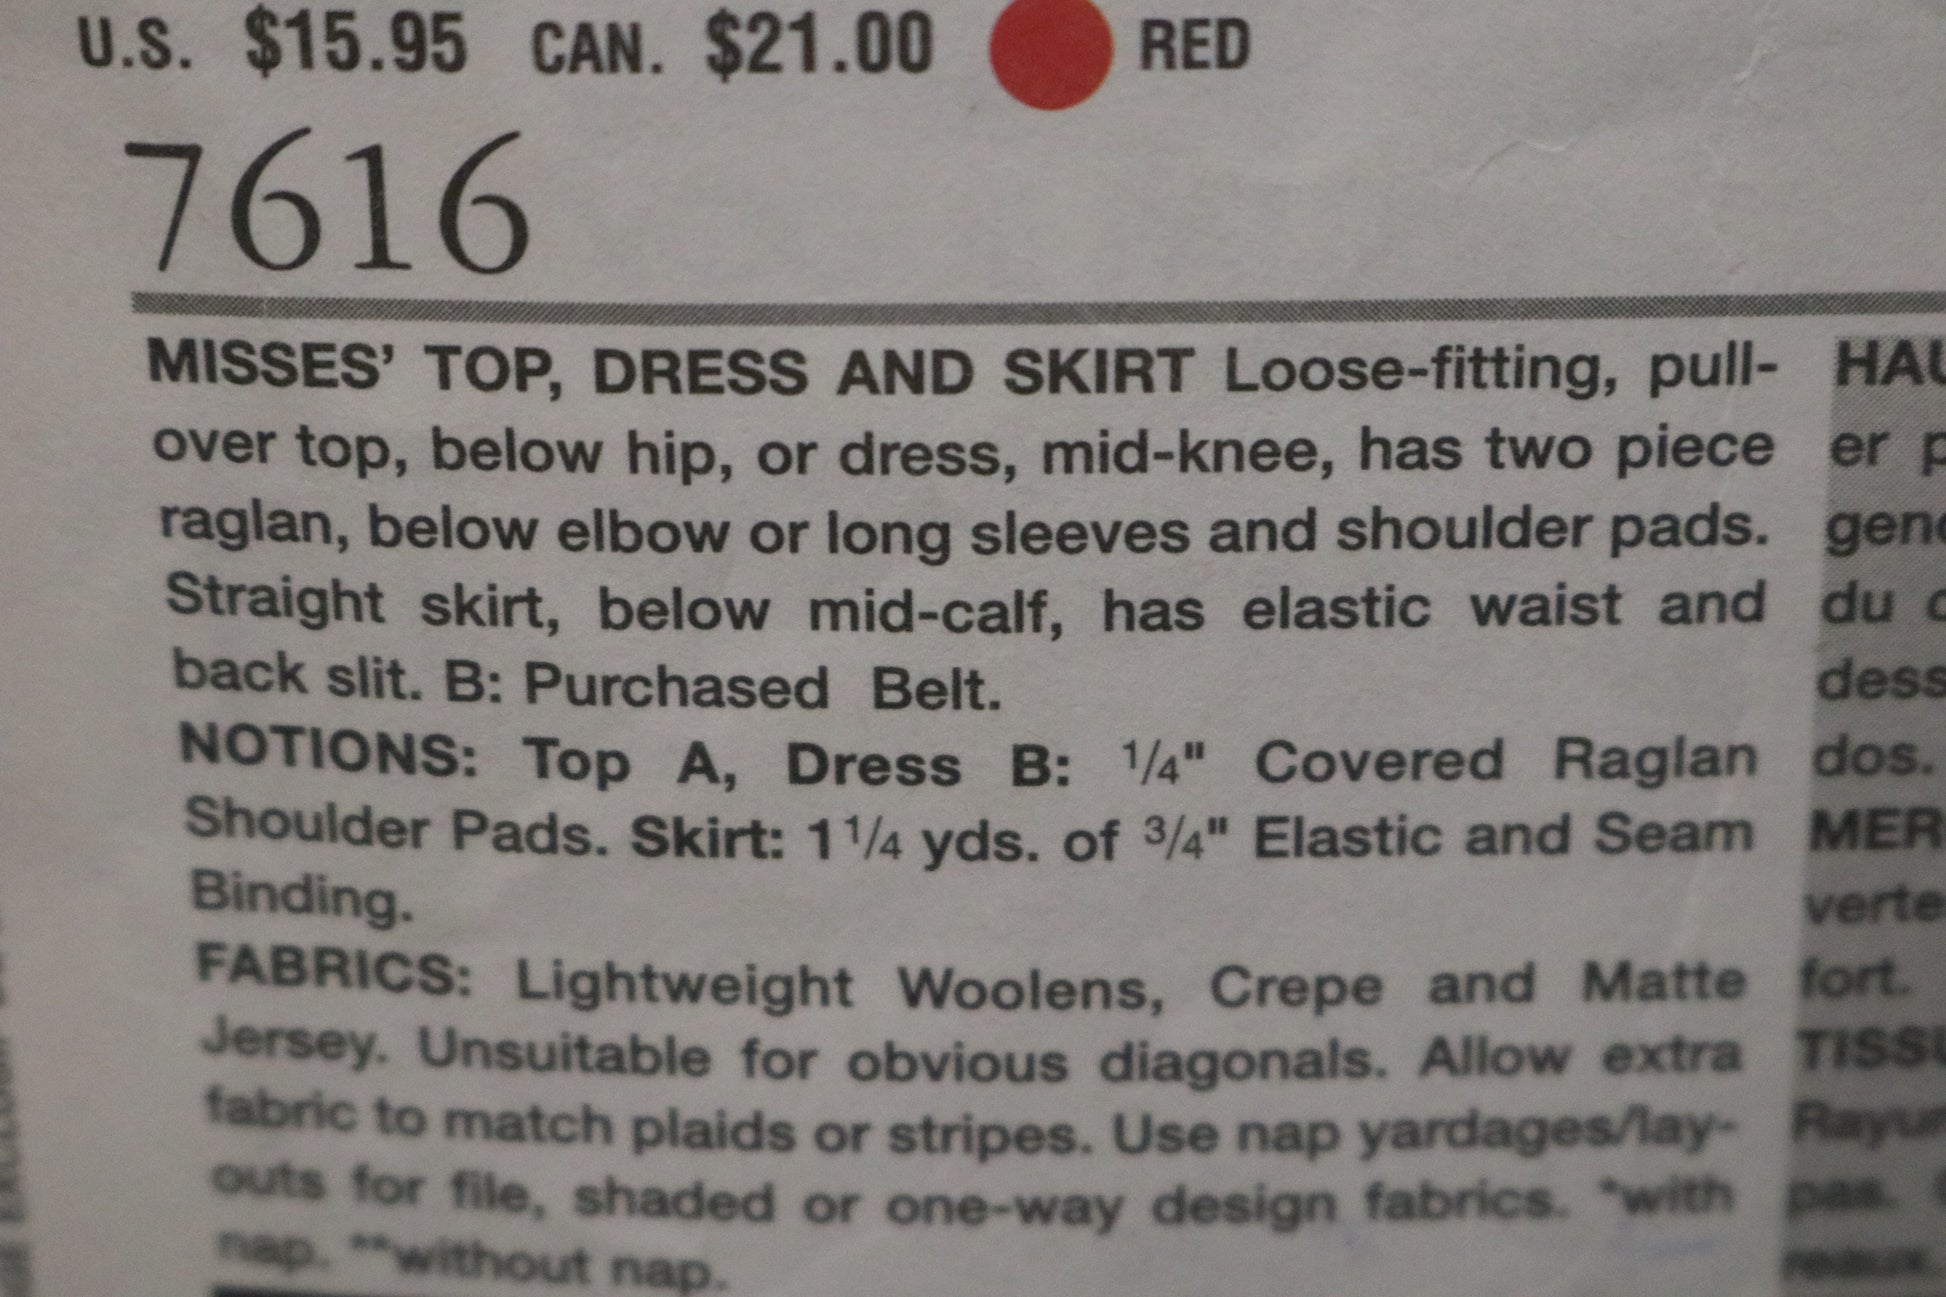 U.S. $15.95 CAN. $21.00 RED
7616
MISSES' TOP, DRESS AND SKIRT Loose-fitting, pull-
over top, below hip, or dress, mid-knee, has two piece
raglan, below elbow or long sleeves and shoulder pads.
Straight skirt, below mid-calf, has elastic waist and
back slit. B: Purchased Belt.
NOTIONS: Top A, Dress B: 1/4" Covered Raglan
Shoulder Pads. Skirt: 1 1/4 yds. of 3/4" Elastic and Seam
Binding.
FABRICS: Lightweight Woolens, Crepe and Matte
Jersey. Unsuitable for obvious diagonals. Allow extra
fabric to match plaids or stripes. Use nap yardages/lay-
outs for file, shaded or one-way design fabrics. *with
nap. **without nap.
HAU
er p
gen
du
dess
dos.
MER
verte
fort.
TISSU
Rayur
pas.